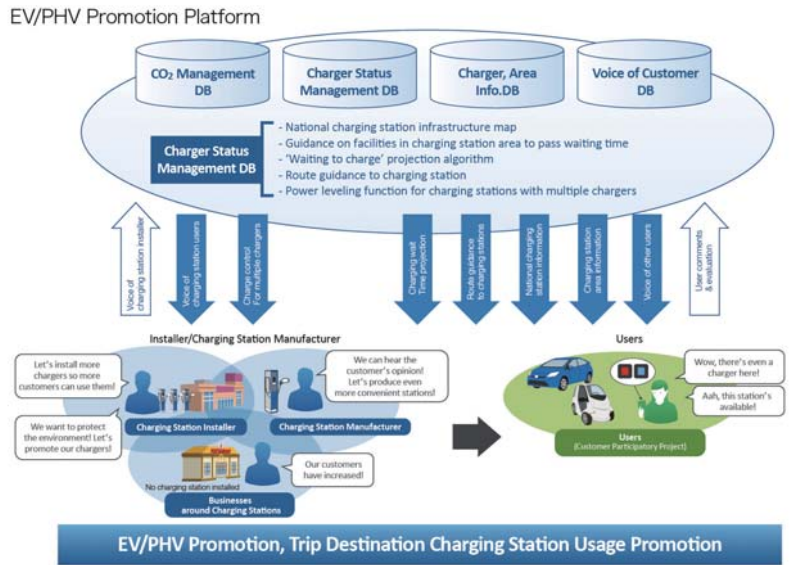 EV/PHV Promotion Platform
CO₂ Management
DB
Charger Status
Management DB
Charger, Area
Info.DB
Voice of Customer
DB
Charger Status
Management DB
- National charging station infrastructure map
- Guidance on facilities in charging station area to pass waiting time
- 'Waiting to charge' projection algorithm
- Route guidance to charging station
- Power leveling function for charging stations with multiple chargers
Voice of
charging station installer
Voice of
charging station users
Charge control
For multiple chargers
Charging wait
Time projection
Route guidance
to charging stations
National charging
station information
Charging station
area information
Voice of other users
User comments
& evaluation
Installer/Charging Station Manufacturer
Users
Let's install more
chargers so more
customers can use them!
We want to protect
the environment! Let's
promote our chargers!
Charging Station Installer
We can hear the
customer's opinion!
Let's produce even
more convenient stations!
Charging Station Manufacturer
No charging station installed
Our customers
have increased!
Businesses
around Charging Stations
Wow, there's even a
charger here!
Aah, this station's
available!
Users
(Customer Participatory Project)
EV/PHV Promotion, Trip Destination Charging Station Usage Promotion